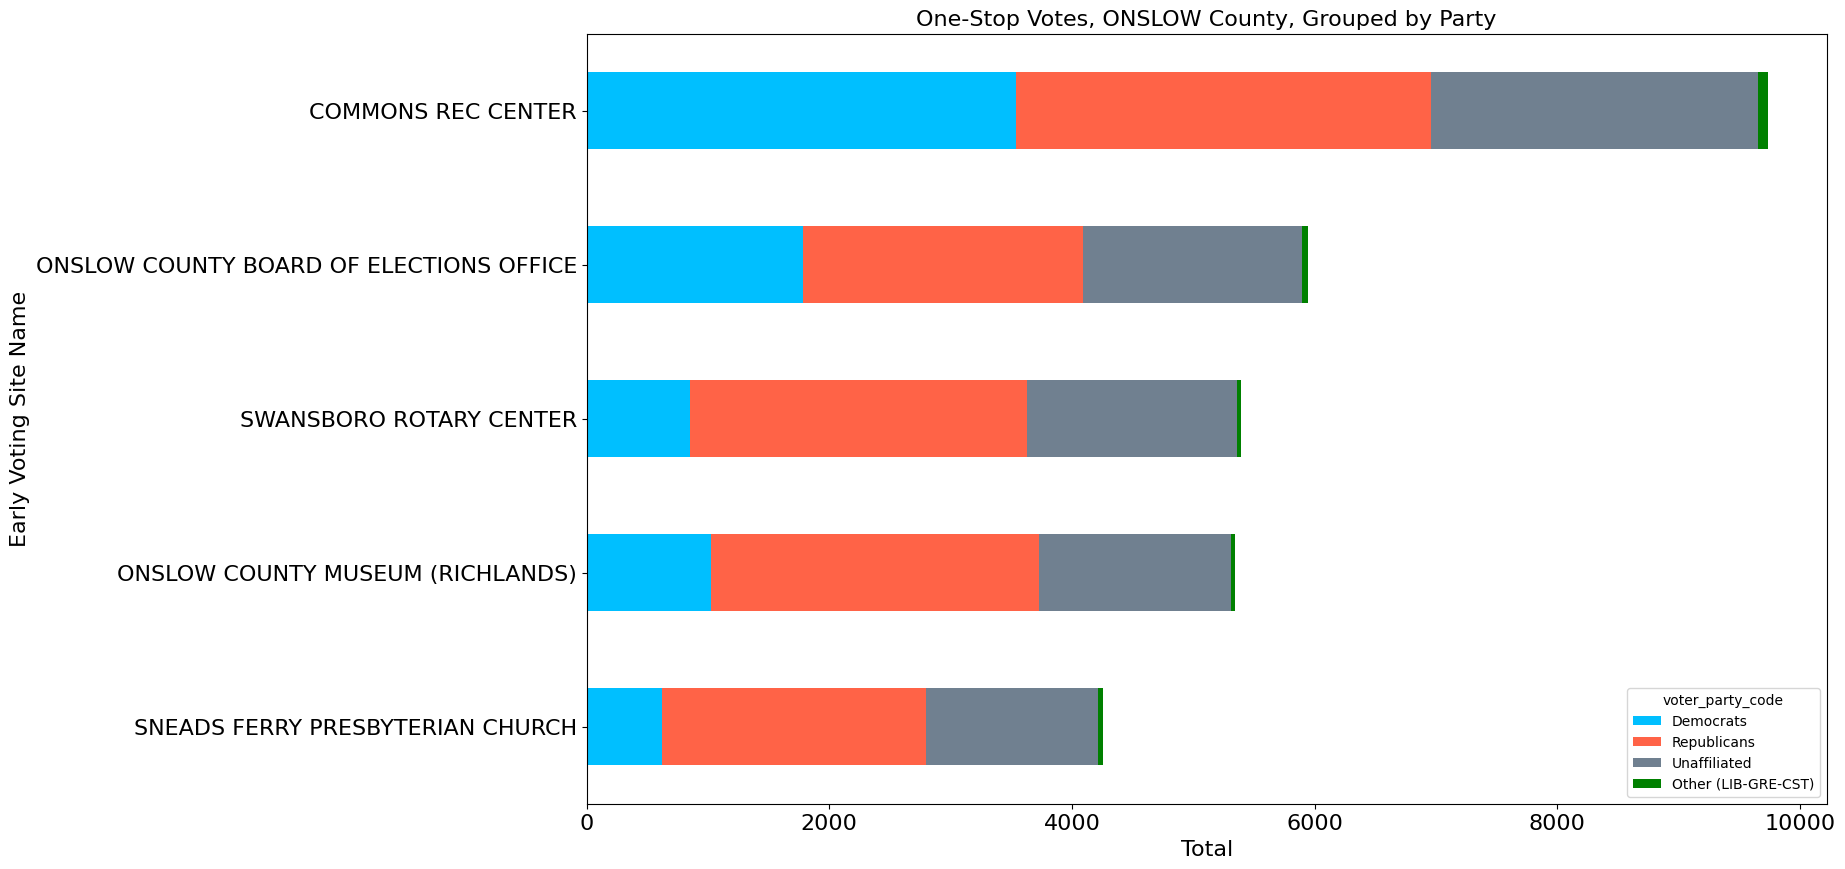 One-Stop Votes, ONSLOW County, Grouped by Party
Early Voting Site Name
COMMONS REC CENTER
ONSLOW COUNTY BOARD OF ELECTIONS OFFICE
SWANSBORO ROTARY CENTER
ONSLOW COUNTY MUSEUM (RICHLANDS)
SNEADS FERRY PRESBYTERIAN CHURCH
voter_party_code
Democrats
Republicans
Unaffiliated
Other (LIB-GRE-CST)
0 2000 4000 6000 8000 10000
Total